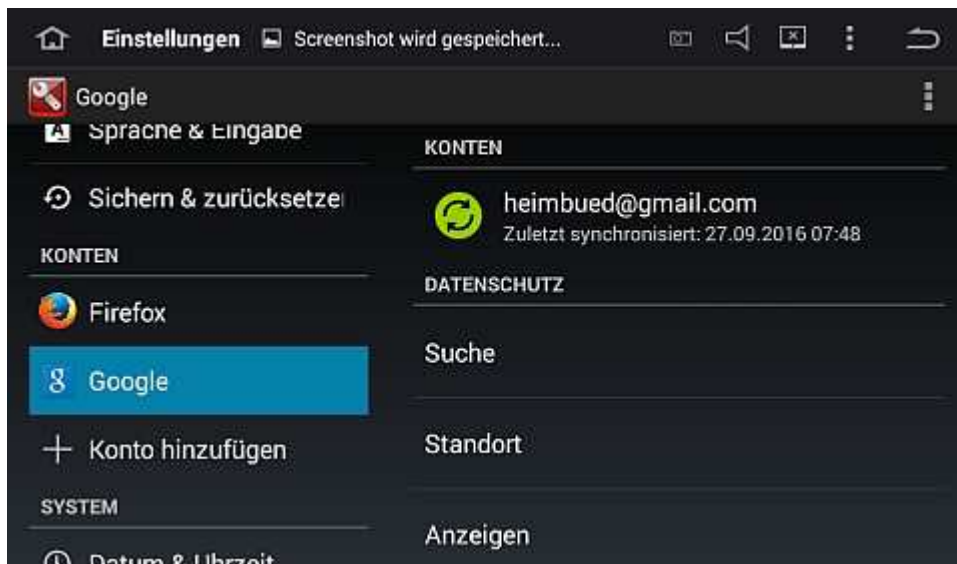 Einstellungen Screenshot wird gespeichert...
Google
Sprache & Eingabe
Sichern & zurücksetze
KONTEN
Firefox
Google
Konto hinzufügen
SYSTEM
Datum & Uhrzeit
KONTEN
heimbued@gmail.com
Zuletzt synchronisiert: 27.09.2016 07:48
DATENSCHUTZ
Suche
Standort
Anzeigen